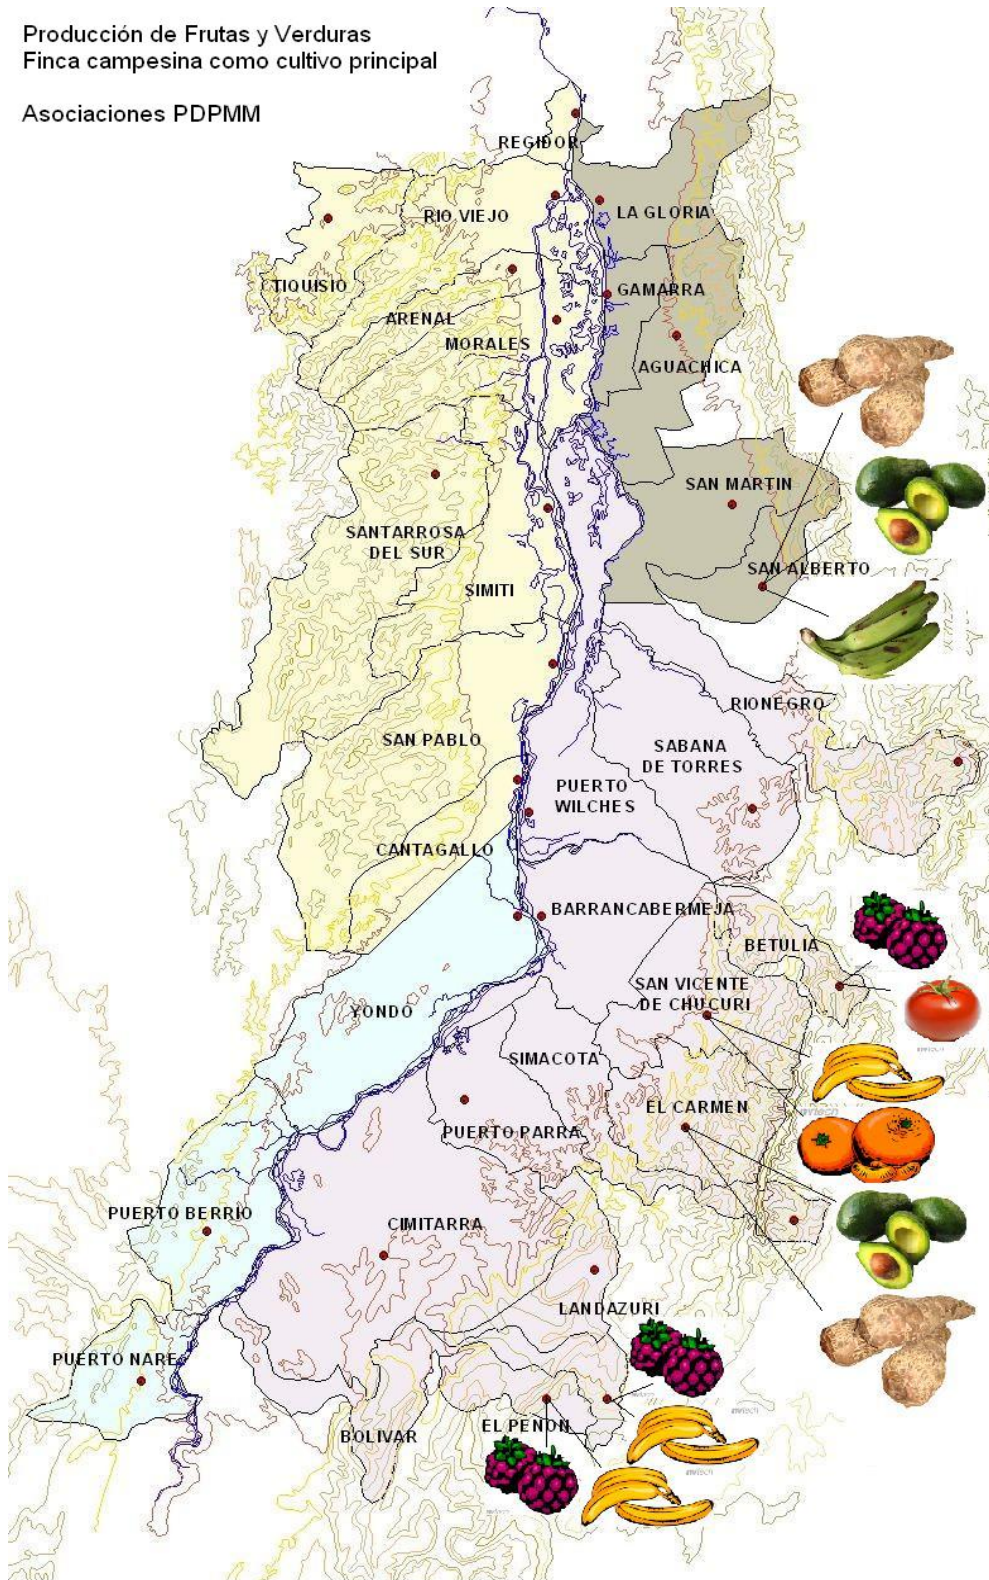 Producción de Frutas y Verduras
Finca campesina como cultivo principal
Asociaciones PDPMM
REGIDOR
RIO VIEJO
LA GLORIA
TIQUISIO
GAMARRA
ARENAL
MORALES
AGUACHICA
SAN MARTIN
SANTARROSA
DEL SUR
SAN ALBERTO
SIMITI
RIONEGRO
SAN PABLO
SABANA
DE TORRES
PUERTO
WILCHES
CANTAGALLO
BARRANCABERMEJA
BETULIA
SAN VICENTE
DE CHUCURI
YONDO
SIMACOTA
EL CARMEN
PUERTO PARRA
PUERTO BERRIO
CIMITARRA
LANDAZURI
PUERTO NARE
EL PEÑON
BOLIVAR